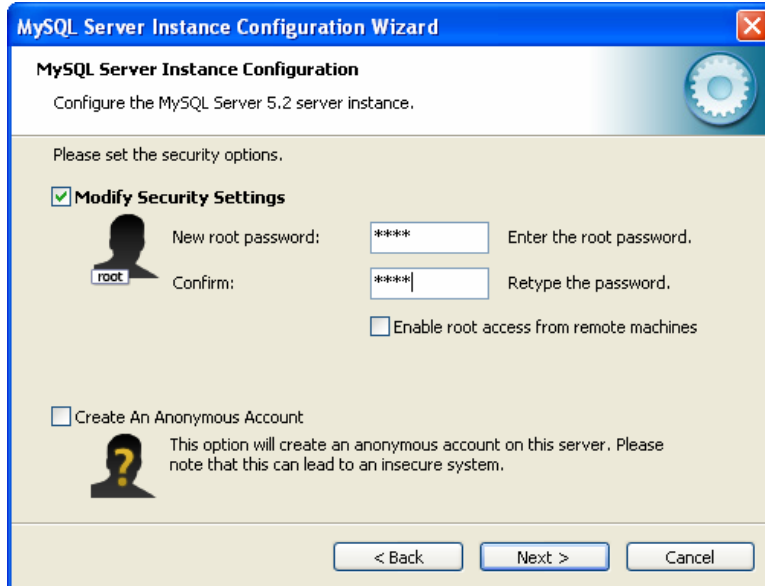 MySQL Server Instance Configuration Wizard
MySQL Server Instance Configuration
Configure the MySQL Server 5.2 server instance.
Please set the security options.
Modify Security Settings
New root password: **** Enter the root password.
root
Confirm: **** Retype the password.
Enable root access from remote machines
Create An Anonymous Account
?
This option will create an anonymous account on this server. Please
note that this can lead to an insecure system.
< Back Next > Cancel